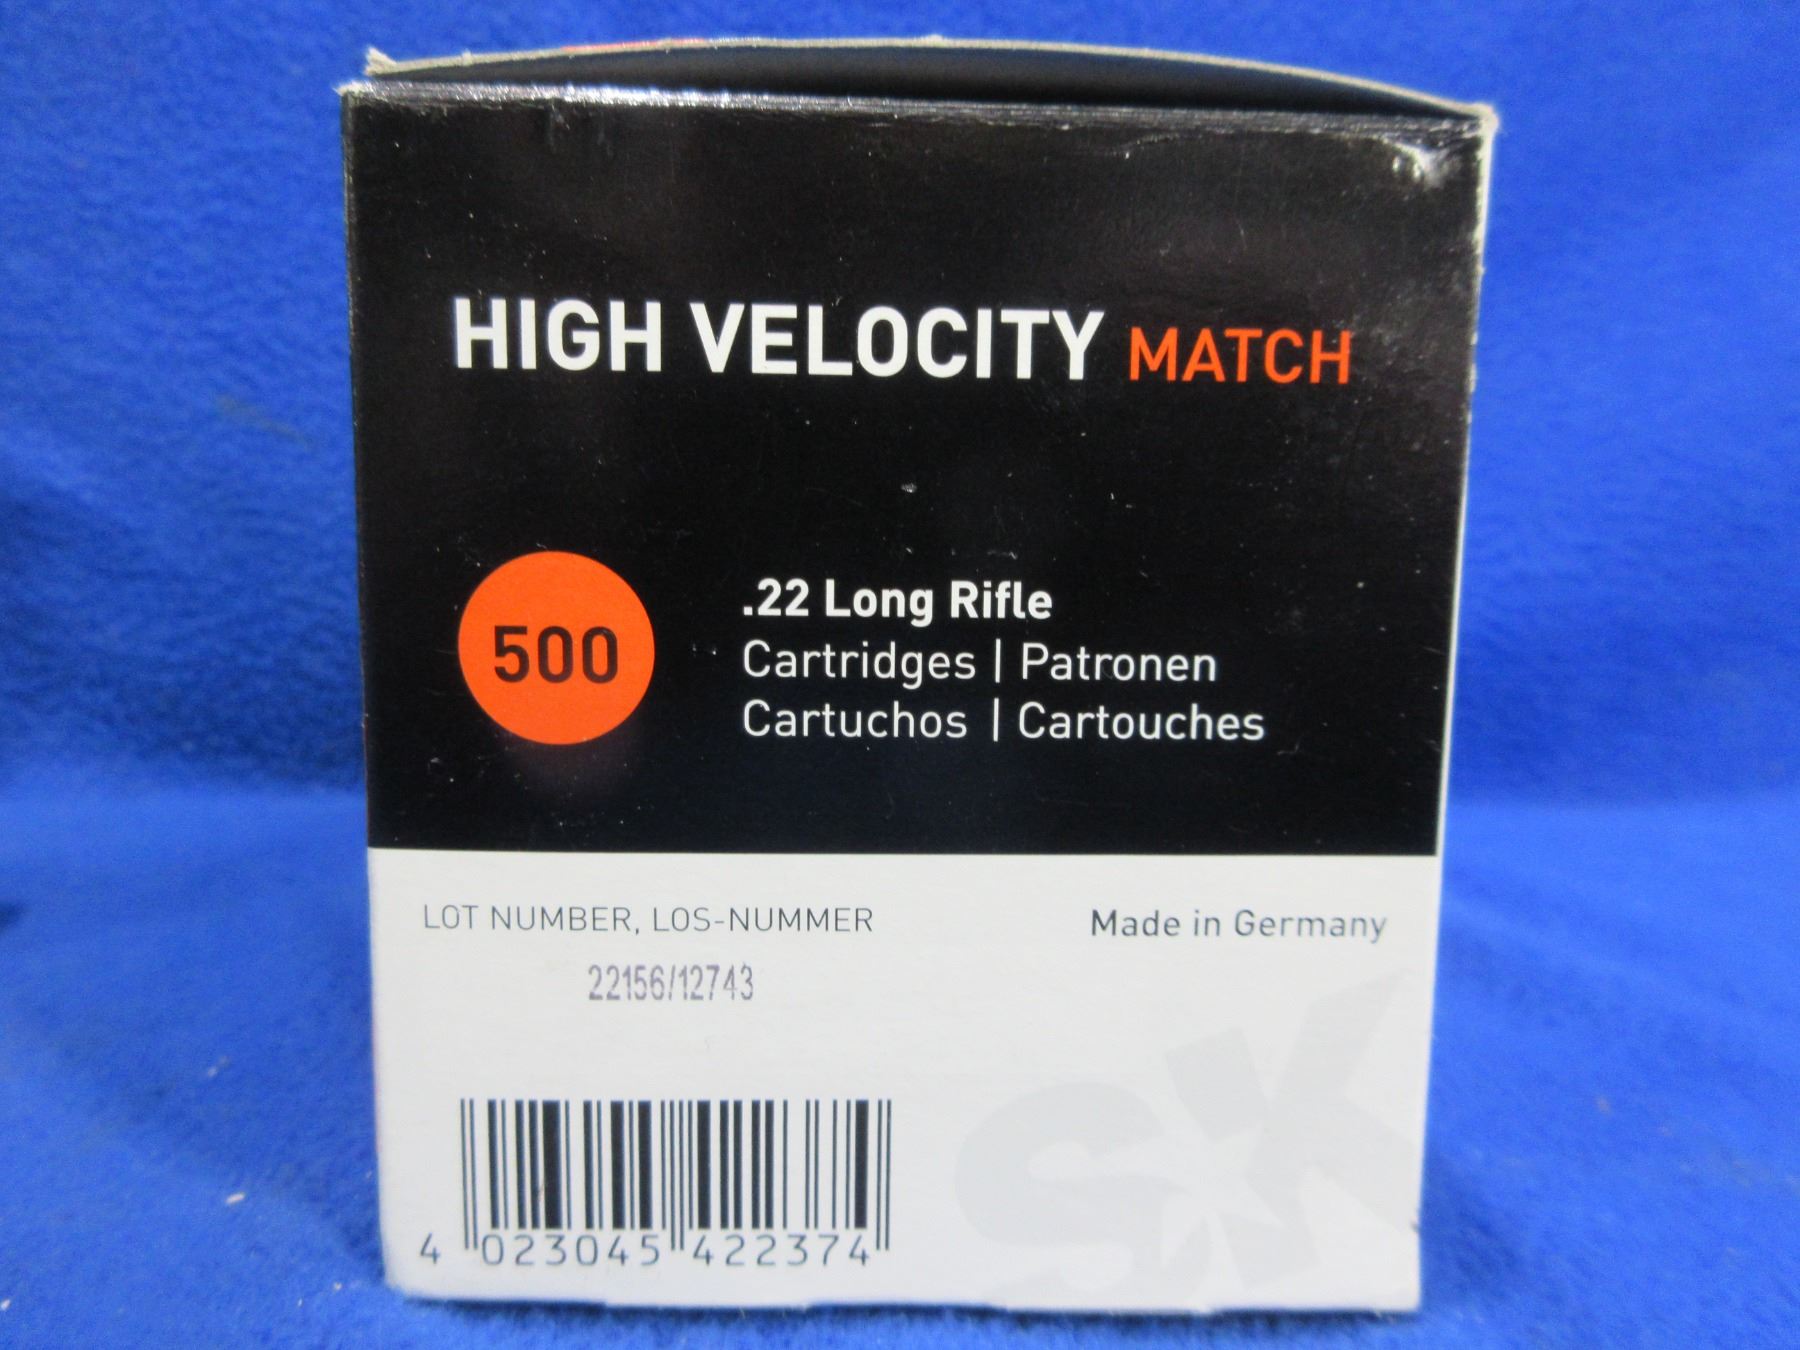 HIGH VELOCITY MATCH
500
.22 Long Rifle
Cartridges | Patronen
Cartuchos | Cartouches
LOT NUMBER, LOS-NUMMER
Made in Germany
22156/12743
SK
4 023045 422374